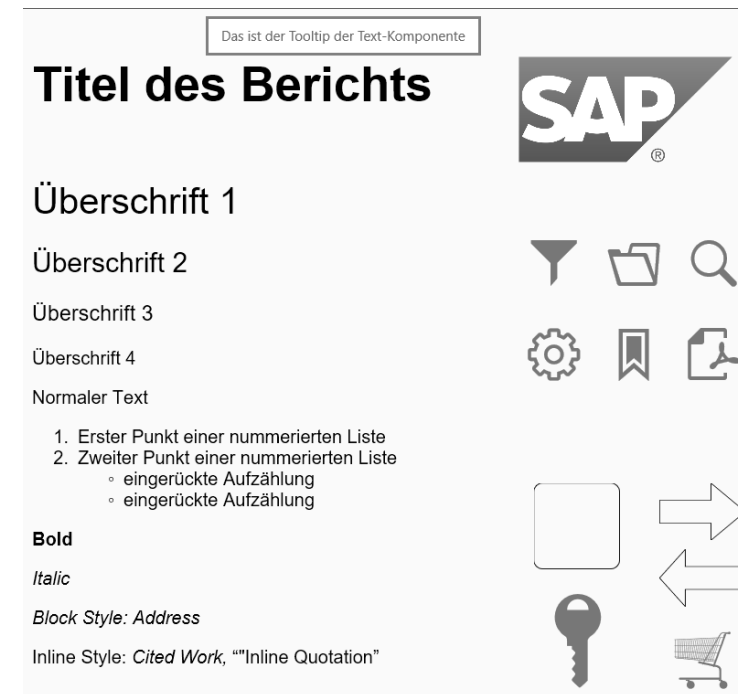 Das ist der Tooltip der Text-Komponente
Titel des Berichts
SAP
®
Überschrift 1
Überschrift 2
Überschrift 3
Überschrift 4
Normaler Text
1. Erster Punkt einer nummerierten Liste
2. Zweiter Punkt einer nummerierten Liste
◦ eingerückte Aufzählung
◦ eingerückte Aufzählung
Bold
Italic
Block Style: Address
Inline Style: Cited Work, “"Inline Quotation”